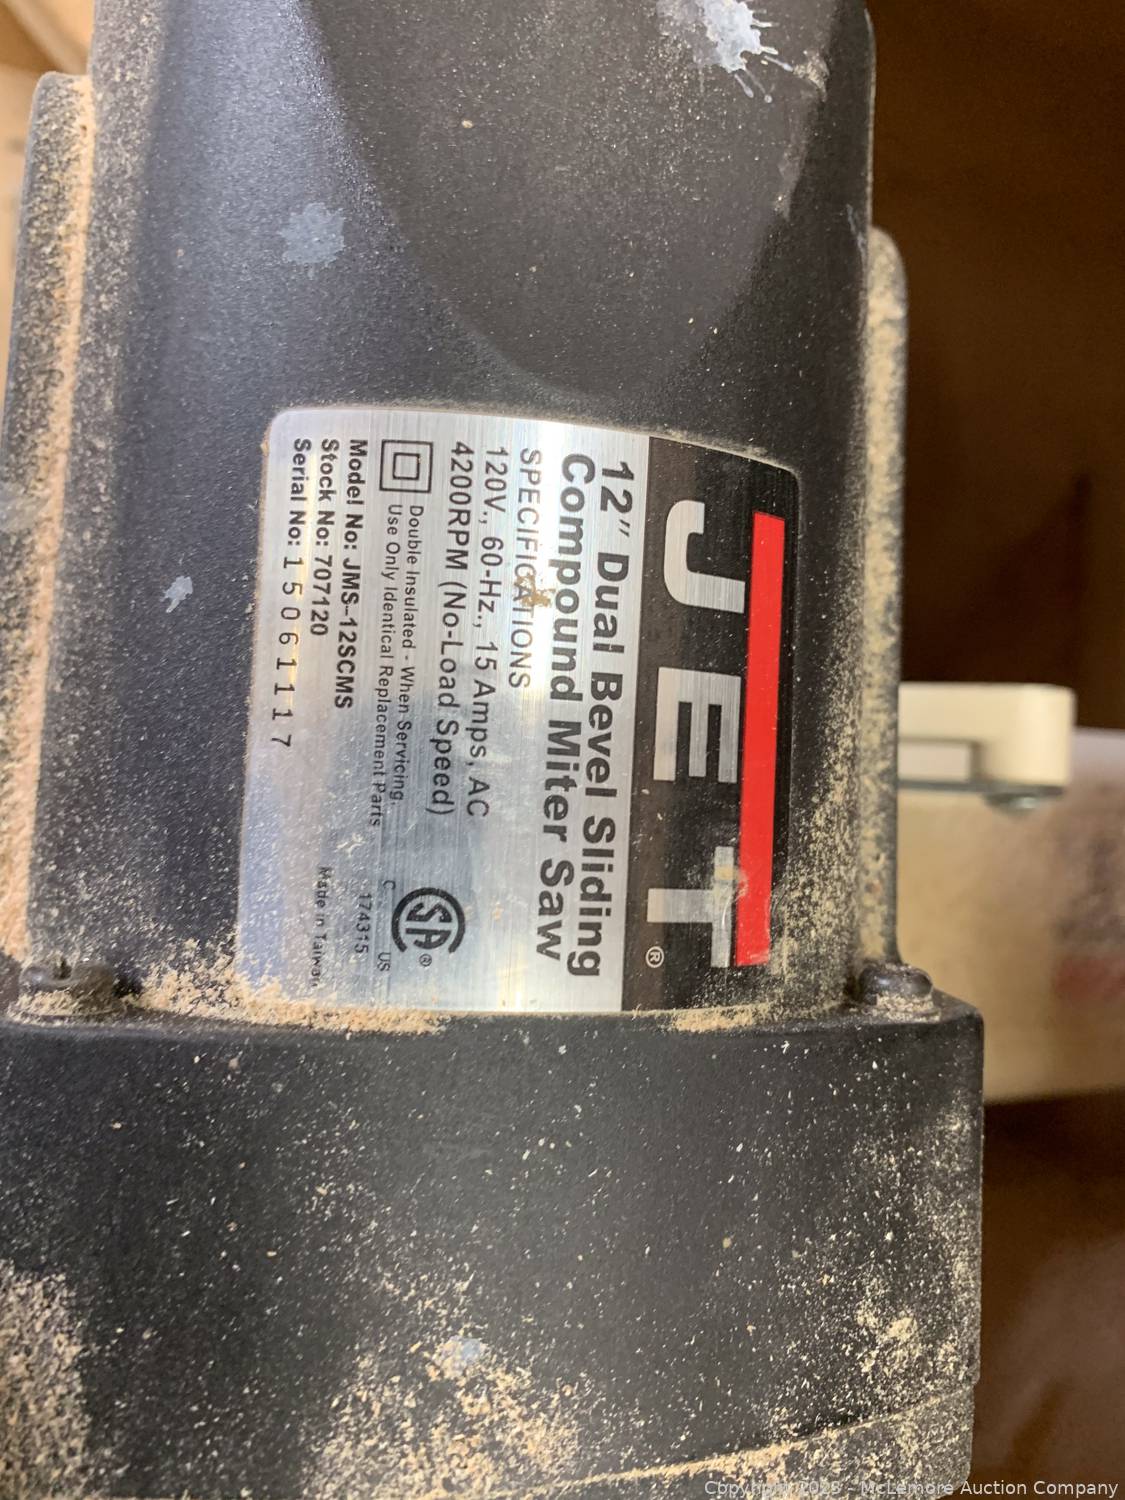 JET®
12" Dual Bevel Sliding
Compound Miter Saw
SPECIFICATIONS
120V., 60-Hz., 15 Amps, AC
4200RPM (No-Load Speed)
Double Insulated - When Servicing,
Use Only Identical Replacement Parts
C US
174315
Model No: JMS-12SCMS
Stock No: 707120
Serial No: 15061117
Made in Taiwan
Copyright 2023 - McLemore Auction Company